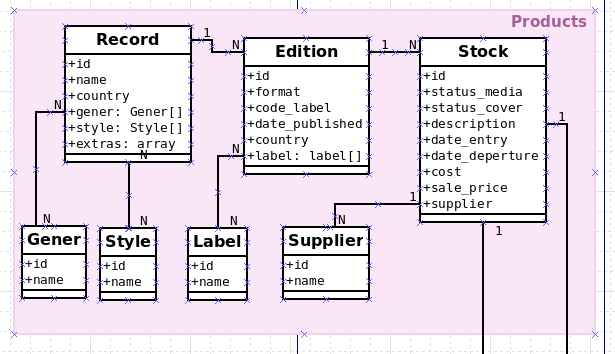 Products
Record
+id
+name
+country
+gener: Gener[]
+style: Style[]
+extras: array
1
N
Edition
+id
+format
+code_label
+date_published
+country
+label: label[]
1
N
Stock
+id
+status_media
+status_cover
+description
+date_entry
+date_deperture
+cost
+sale_price
+supplier
1
N
N
N
1
1
N
Gener
+id
+name
N
Style
+id
+name
N
Label
+id
+name
N
Supplier
+id
+name
1